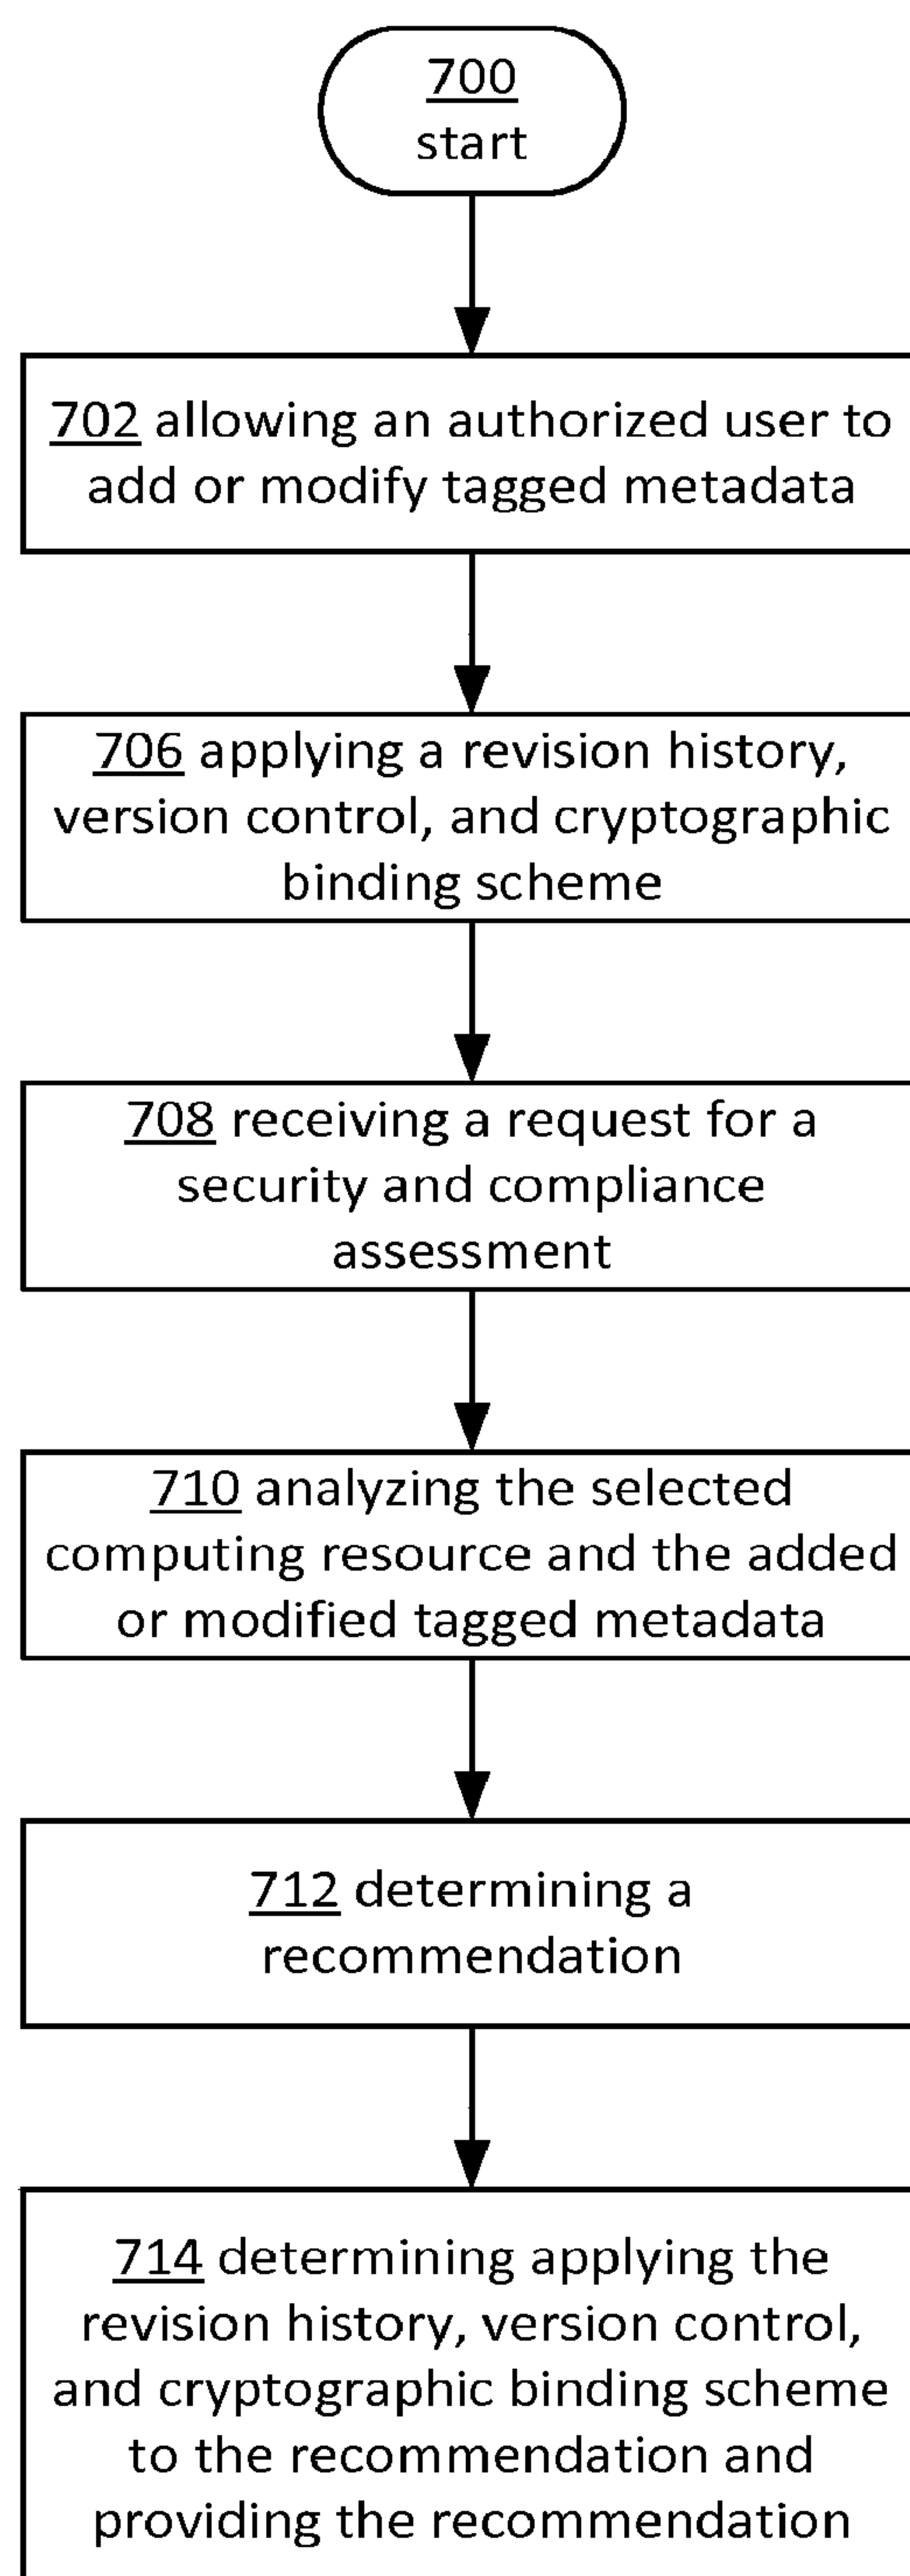 700
start
702 allowing an authorized user to
add or modify tagged metadata
706 applying a revision history,
version control, and cryptographic
binding scheme
708 receiving a request for a
security and compliance
assessment
710 analyzing the selected
computing resource and the added
or modified tagged metadata
712 determining a
recommendation
714 determining applying the
revision history, version control,
and cryptographic binding scheme
to the recommendation and
providing the recommendation